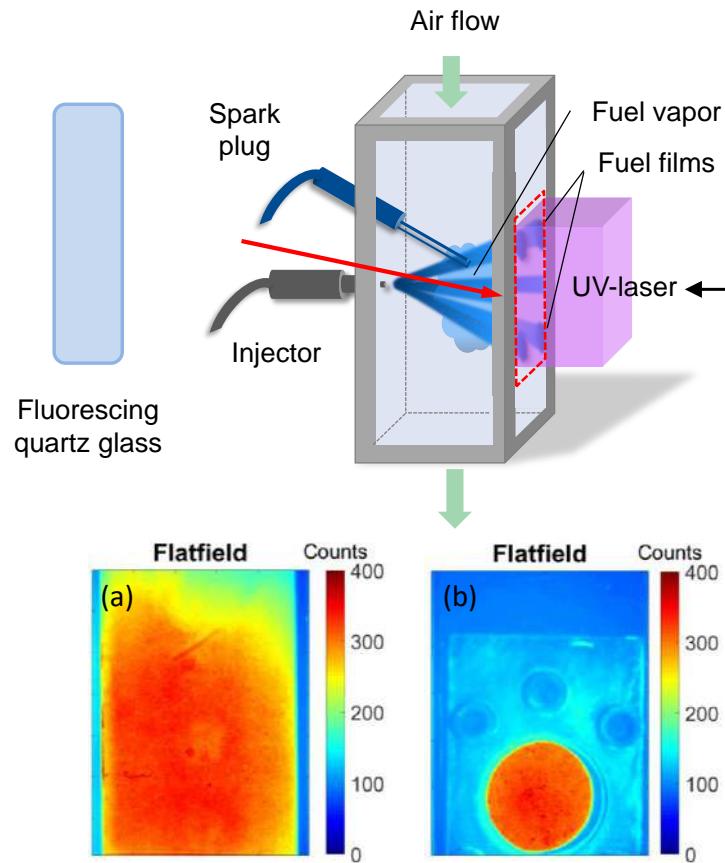 Air flow
Spark
plug
Fuel vapor
Fuel films
UV-laser
Injector
Fluorescing
quartz glass
Flatfield
Counts
(a)
400
300
200
100
0
Flatfield
Counts
(b)
400
300
200
100
0